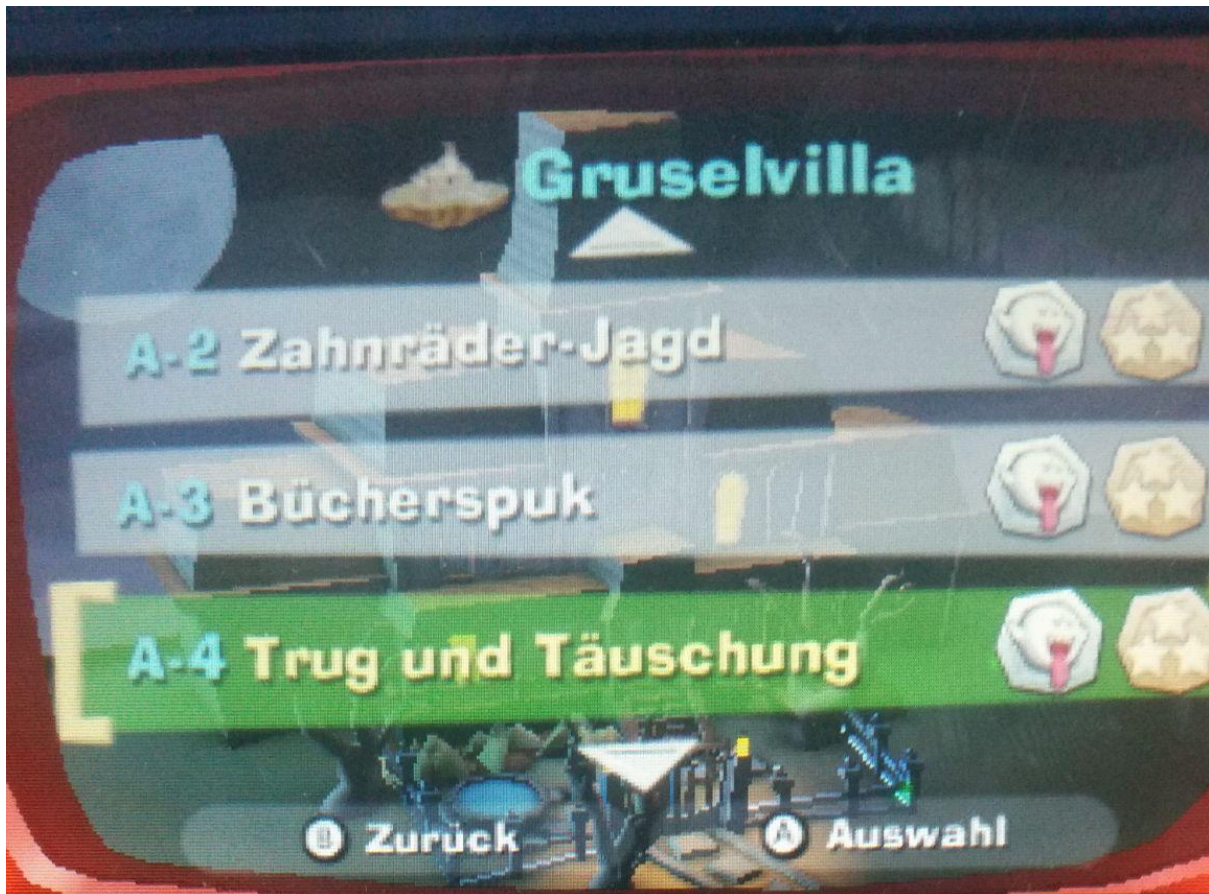 Gruselvilla
A-2 Zahnräder-Jagd
A-3 Bücherspuk
A-4 Trug und Täuschung
B Zurück
A Auswahl